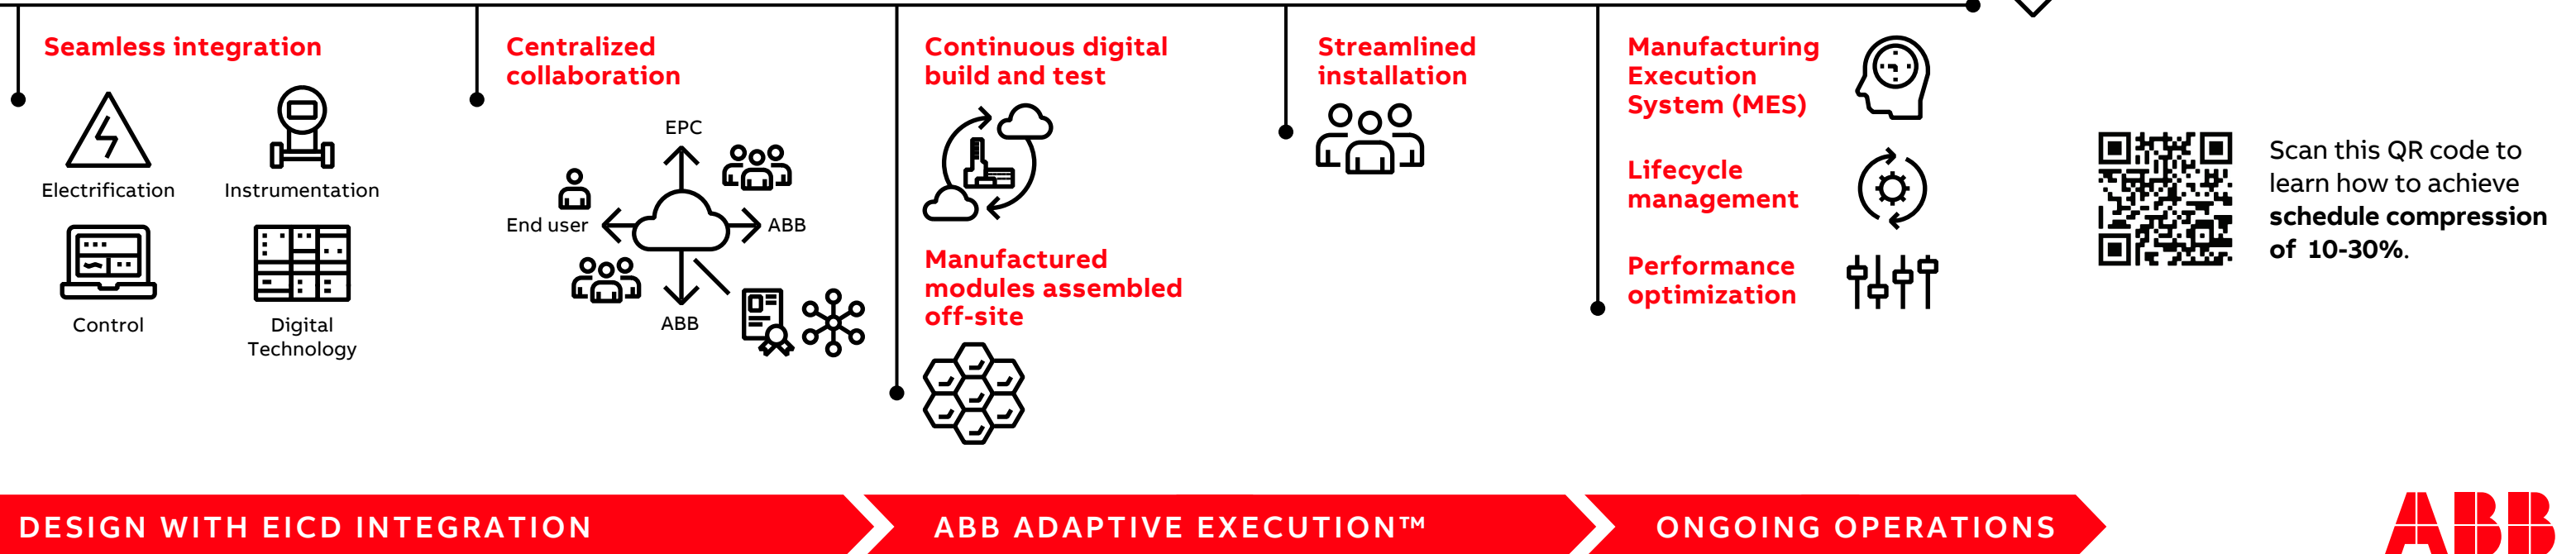 Seamless integration
Electrification
Instrumentation
Control
Digital
Technology
Centralized
collaboration
EPC
End user
ABB
ABB
Continuous digital
build and test
Manufactured
modules assembled
off-site
Streamlined
installation
Manufacturing
Execution
System (MES)
Lifecycle
management
Performance
optimization
Scan this QR code to
learn how to achieve
schedule compression
of 10-30%.
DESIGN WITH EICD INTEGRATION
ABB ADAPTIVE EXECUTION™
ONGOING OPERATIONS
ABB